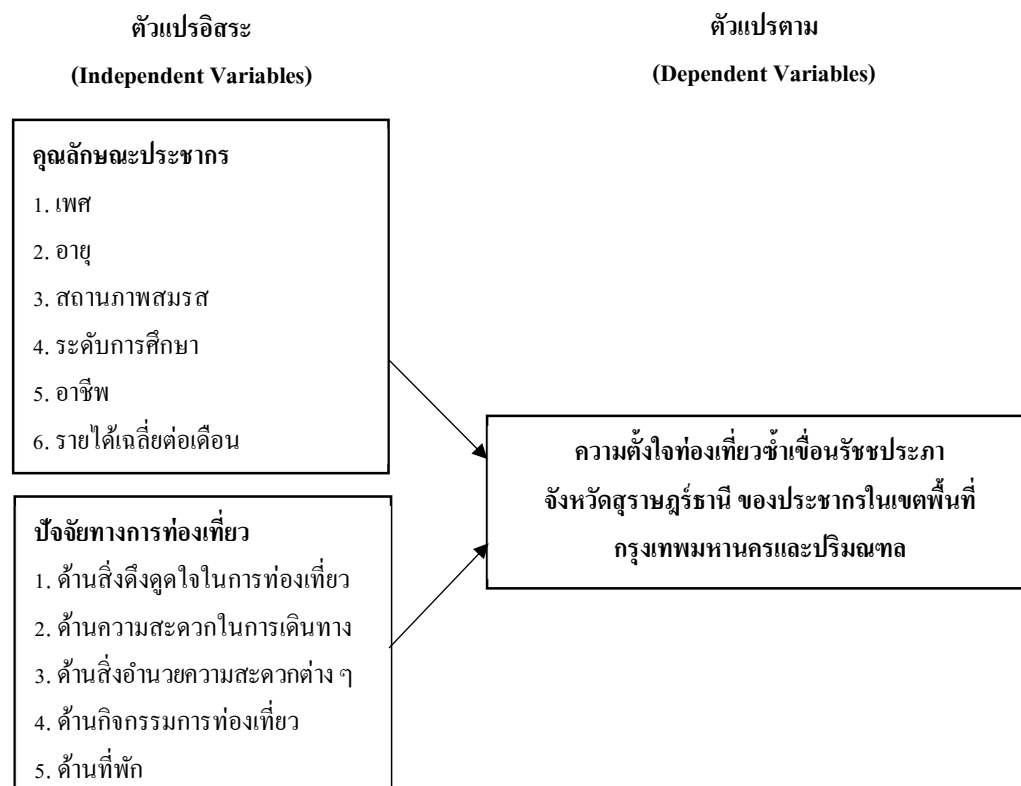 ตัวแปรอิสระ
(Independent Variables)
ตัวแปรตาม
(Dependent Variables)
คุณลักษณะประชากร
1. เพศ
2. อายุ
3. สถานภาพสมรส
4. ระดับการศึกษา
5. อาชีพ
6. รายได้เฉลี่ยต่อเดือน
ปัจจัยทางการท่องเที่ยว
1. ด้านสิ่งดึงดูดใจในการท่องเที่ยว
2. ด้านความสะดวกในการเดินทาง
3. ด้านสิ่งอำนวยความสะดวกต่าง ๆ
4. ด้านกิจกรรมการท่องเที่ยว
5. ด้านที่พัก
ความตั้งใจท่องเที่ยวซ้ำเขื่อนรัชชประภา
จังหวัดสุราษฎร์ธานี ของประชากรในเขตพื้นที่
กรุงเทพมหานครและปริมณฑล